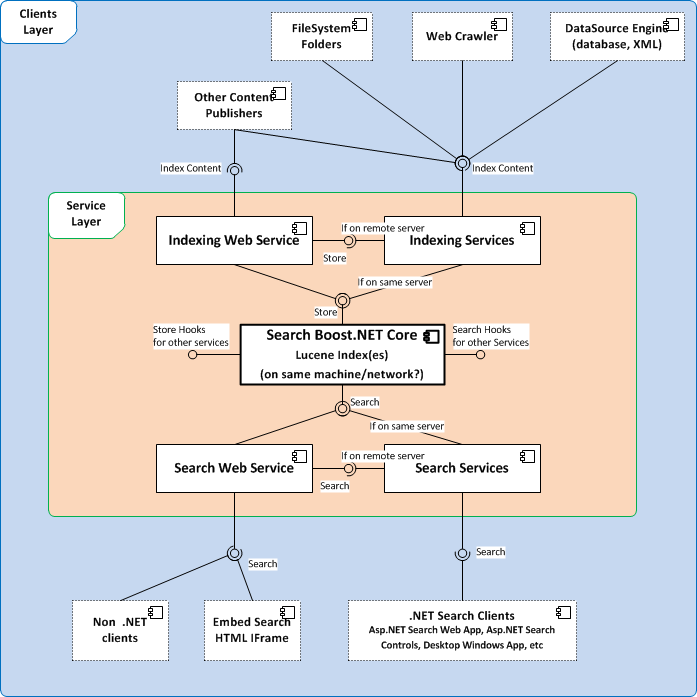 Clients
Layer
FileSystem
Folders
Web Crawler
DataSource Engine
(database, XML)
Other Content
Publishers
Index Content
Index Content
Service
Layer
Indexing Web Service
If on remote server
Indexing Services
Store
If on same server
Store
Store Hooks
for other services
Search Boost.NET Core
Lucene Index(es)
(on same machine/network?)
Search Hooks
for other Services
Search
If on same server
Search Web Service
If on remote server
Search Services
Search
Search
Search
Non .NET
clients
Embed Search
HTML IFrame
.NET Search Clients
Asp.NET Search Web App, Asp.NET Search
Controls, Desktop Windows App, etc